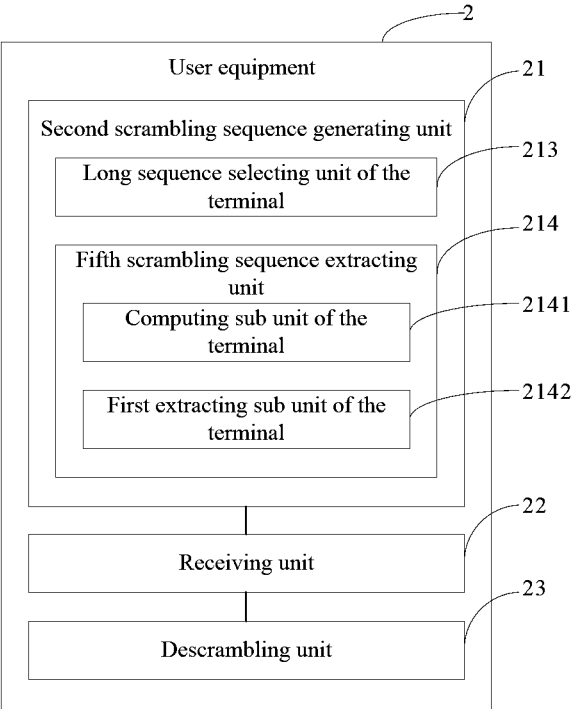 2
User equipment
21
Second scrambling sequence generating unit
213
Long sequence selecting unit of the
terminal
214
Fifth scrambling sequence extracting
unit
2141
Computing sub unit of the
terminal
2142
First extracting sub unit of the
terminal
22
Receiving unit
23
Descrambling unit